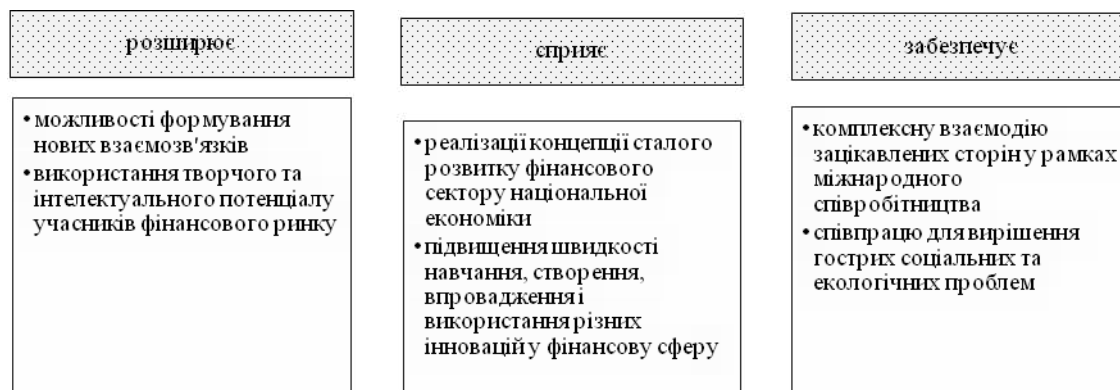 розширює
• можливості формування
нових взаємозв'язків
• використання творчого та
інтелектуального потенціалу
учасників фінансового ринку
сприяє
• реалізації концепції сталого
розвитку фінансового
сектору національної
економіки
• підвищення швидкості
навчання, створення,
впровадження і
використання різних
інновацій у фінансову сферу
забезпечує
• комплексну взаємодію
зацікавлених сторін у рамках
міжнародного
співробітництва
• співпрацю для вирішення
гострих соціальних та
екологічних проблем